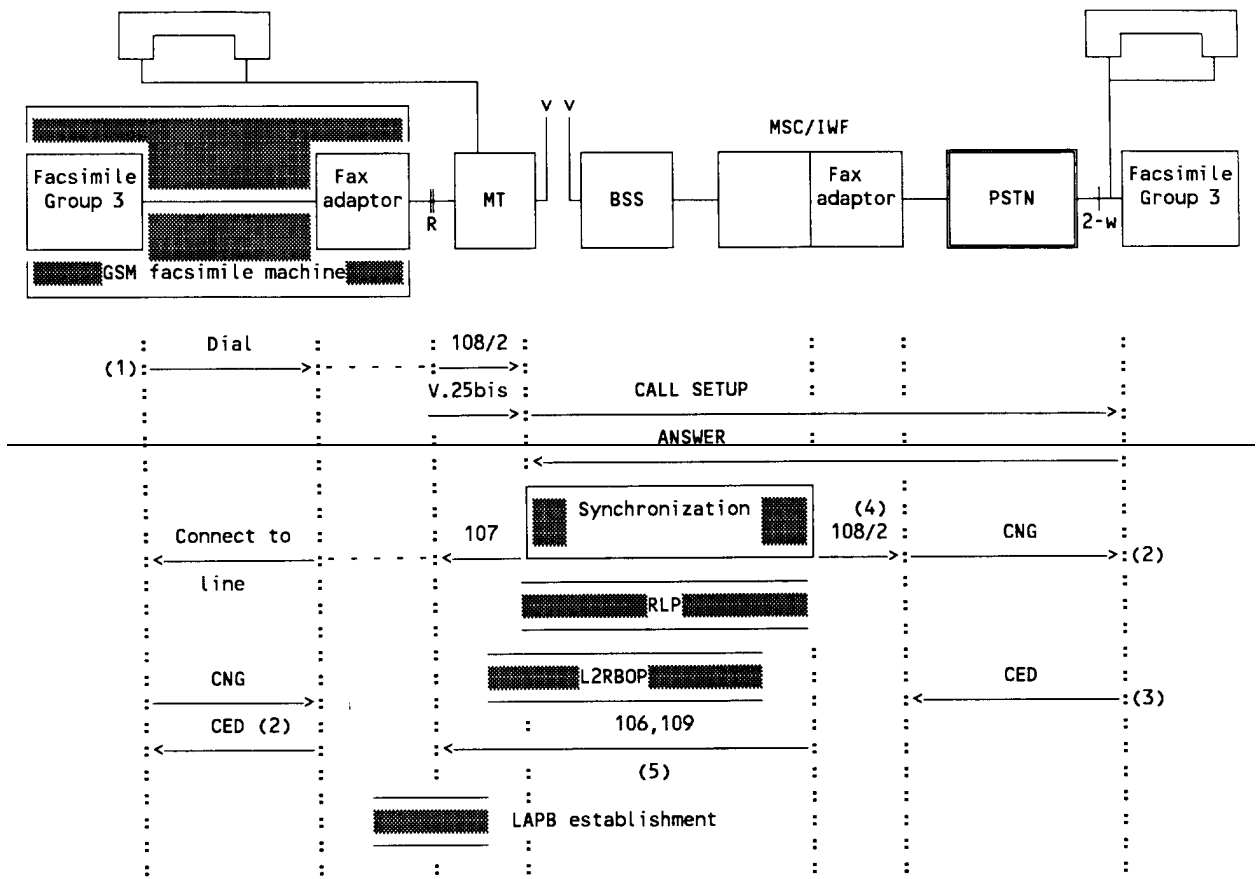 MSC/IWF
Facsimile
Group 3
Fax
adaptor
R
MT
v v
BSS
Fax
adaptor
PSTN
2-w
Facsimile
Group 3
GSM facsimile machine
(1) Dial 108/2
V.25bis CALL SETUP
ANSWER
Synchronization (4)
Connect to 107 108/2 CNG (2)
line
RLP
L2RBOP
CNG CED (3)
CED (2) 106,109
(5)
LAPB establishment